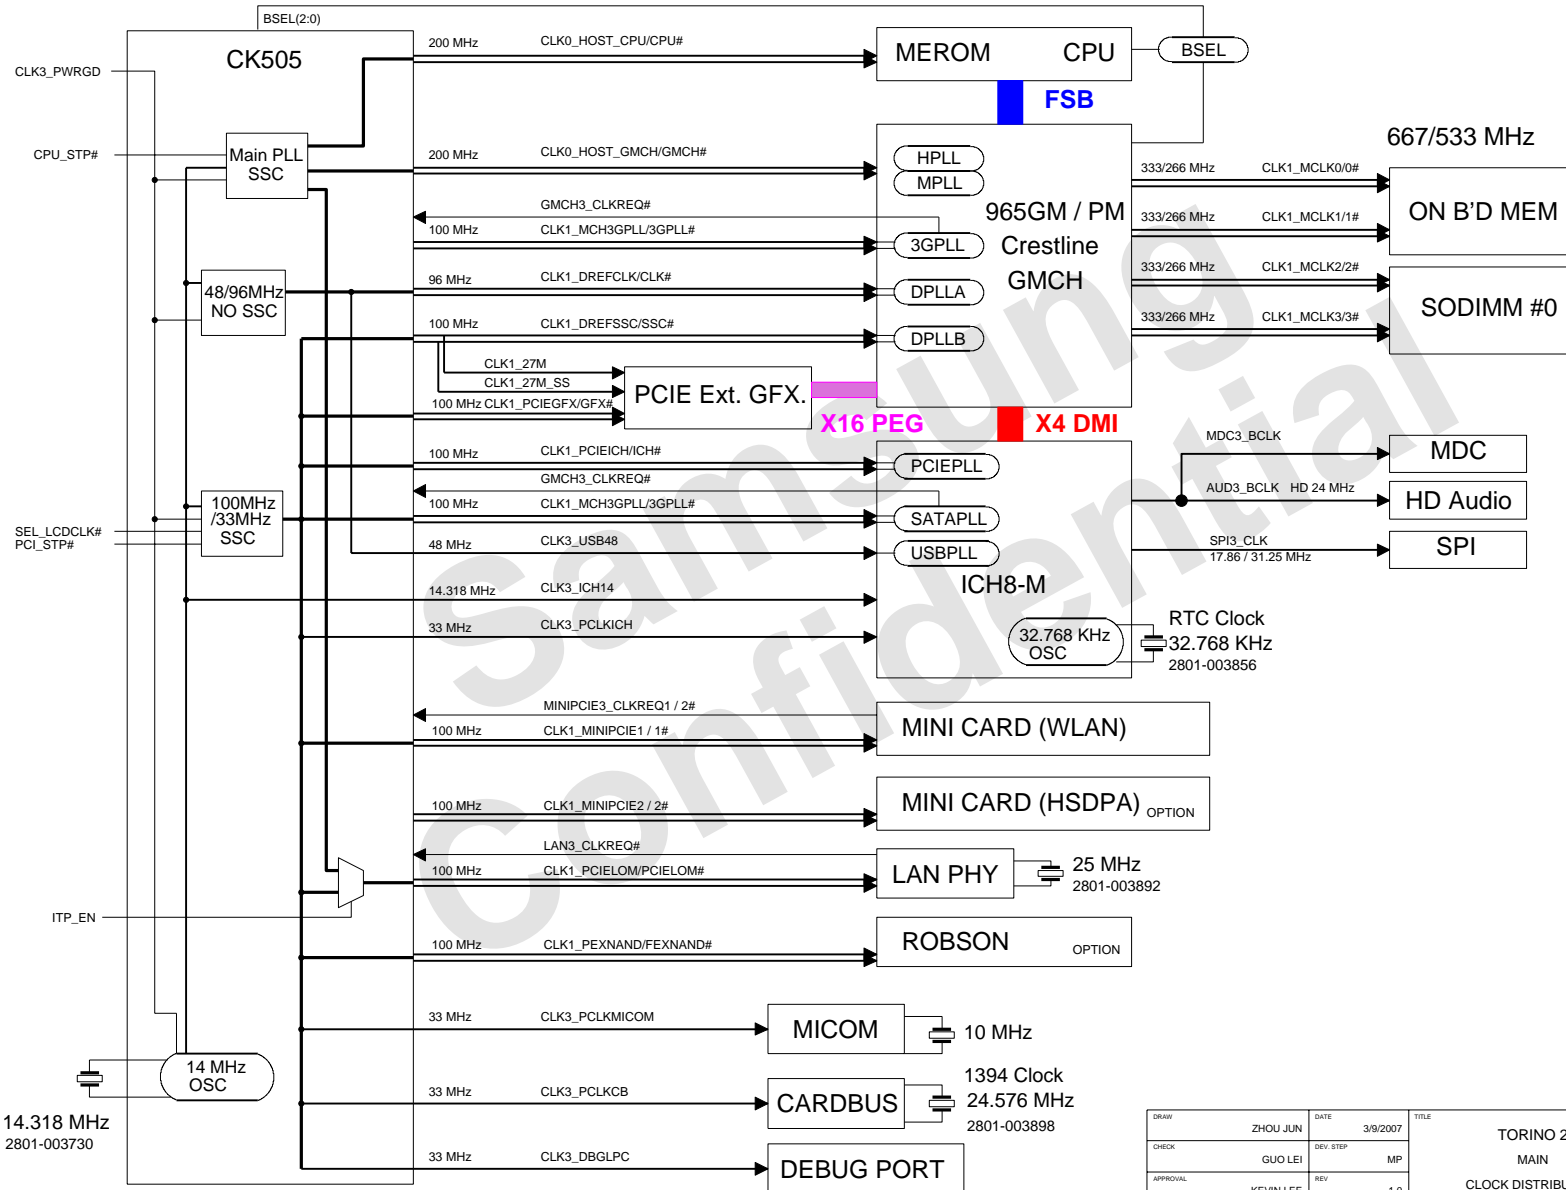 BSEL(2:0)
CK505
CLK3_PWRGD
CPU_STP#
Main PLL
SSC
48/96MHz
NO SSC
100MHz
/33MHz
SSC
SEL_LCDCLK#
PCI_STP#
ITP_EN
14 MHz
OSC
14.318 MHz
2801-003730
200 MHz CLK0_HOST_CPU/CPU#
MEROM CPU
BSEL
FSB
200 MHz CLK0_HOST_GMCH/GMCH#
HPLL
MPLL
GMCH3_CLKREQ#
100 MHz CLK1_MCH3GPLL/3GPLL#
3GPLL
965GM / PM
Crestline
GMCH
96 MHz CLK1_DREFCLK/CLK#
DPLLA
100 MHz CLK1_DREFSSC/SSC#
DPLLB
CLK1_27M
CLK1_27M_SS
100 MHz CLK1_PCIEGFX/GFX#
PCIE Ext. GFX.
X16 PEG
X4 DMI
667/533 MHz
333/266 MHz CLK1_MCLK0/0#
333/266 MHz CLK1_MCLK1/1#
ON B'D MEM
333/266 MHz CLK1_MCLK2/2#
333/266 MHz CLK1_MCLK3/3#
SODIMM #0
100 MHz CLK1_PCIEICH/ICH#
PCIEPLL
GMCH3_CLKREQ#
100 MHz CLK1_MCH3GPLL/3GPLL#
SATAPLL
48 MHz CLK3_USB48
USBPLL
ICH8-M
14.318 MHz CLK3_ICH14
33 MHz CLK3_PCLKICH
32.768 KHz
OSC
RTC Clock
32.768 KHz
2801-003856
MDC3_BCLK
MDC
AUD3_BCLK HD 24 MHz
HD Audio
SPI3_CLK
17.86 / 31.25 MHz
SPI
MINIPCIE3_CLKREQ1 / 2#
100 MHz CLK1_MINIPCIE1 / 1#
MINI CARD (WLAN)
100 MHz CLK1_MINIPCIE2 / 2#
MINI CARD (HSDPA) OPTION
LAN3_CLKREQ#
100 MHz CLK1_PCIELOM/PCIELOM#
LAN PHY
25 MHz
2801-003892
100 MHz CLK1_PEXNAND/FEXNAND#
ROBSON OPTION
33 MHz CLK3_PCLKMICOM
MICOM
10 MHz
33 MHz CLK3_PCLKCB
CARDBUS
1394 Clock
24.576 MHz
2801-003898
33 MHz CLK3_DBGLPC
DEBUG PORT
Samsung
Confidential
DRAW ZHOU JUN DATE 3/9/2007 TITLE
TORINO 2
CHECK GUO LEI DEV. STEP MP
MAIN
APPROVAL KEVIN LEE REV 1.0
CLOCK DISTRIBU